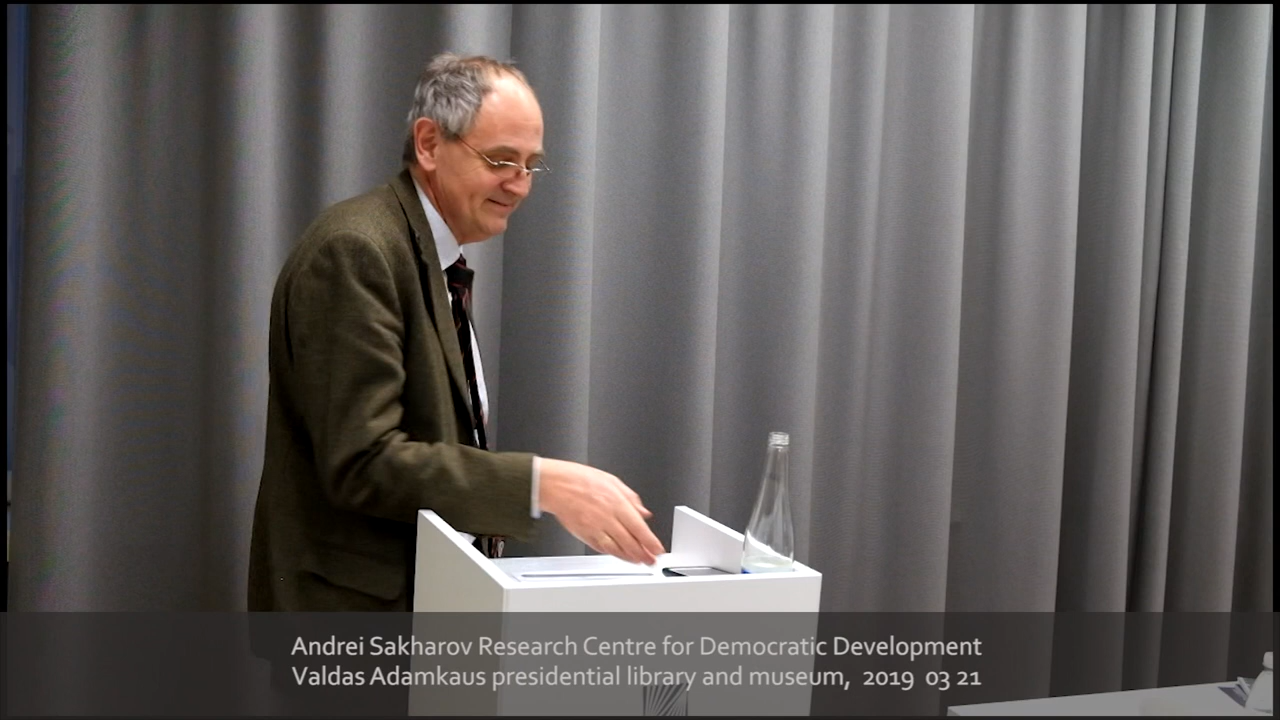 Andrei Sakharov Research Centre for Democratic Development
Valdas Adamkaus presidential library and museum, 2019 03 21